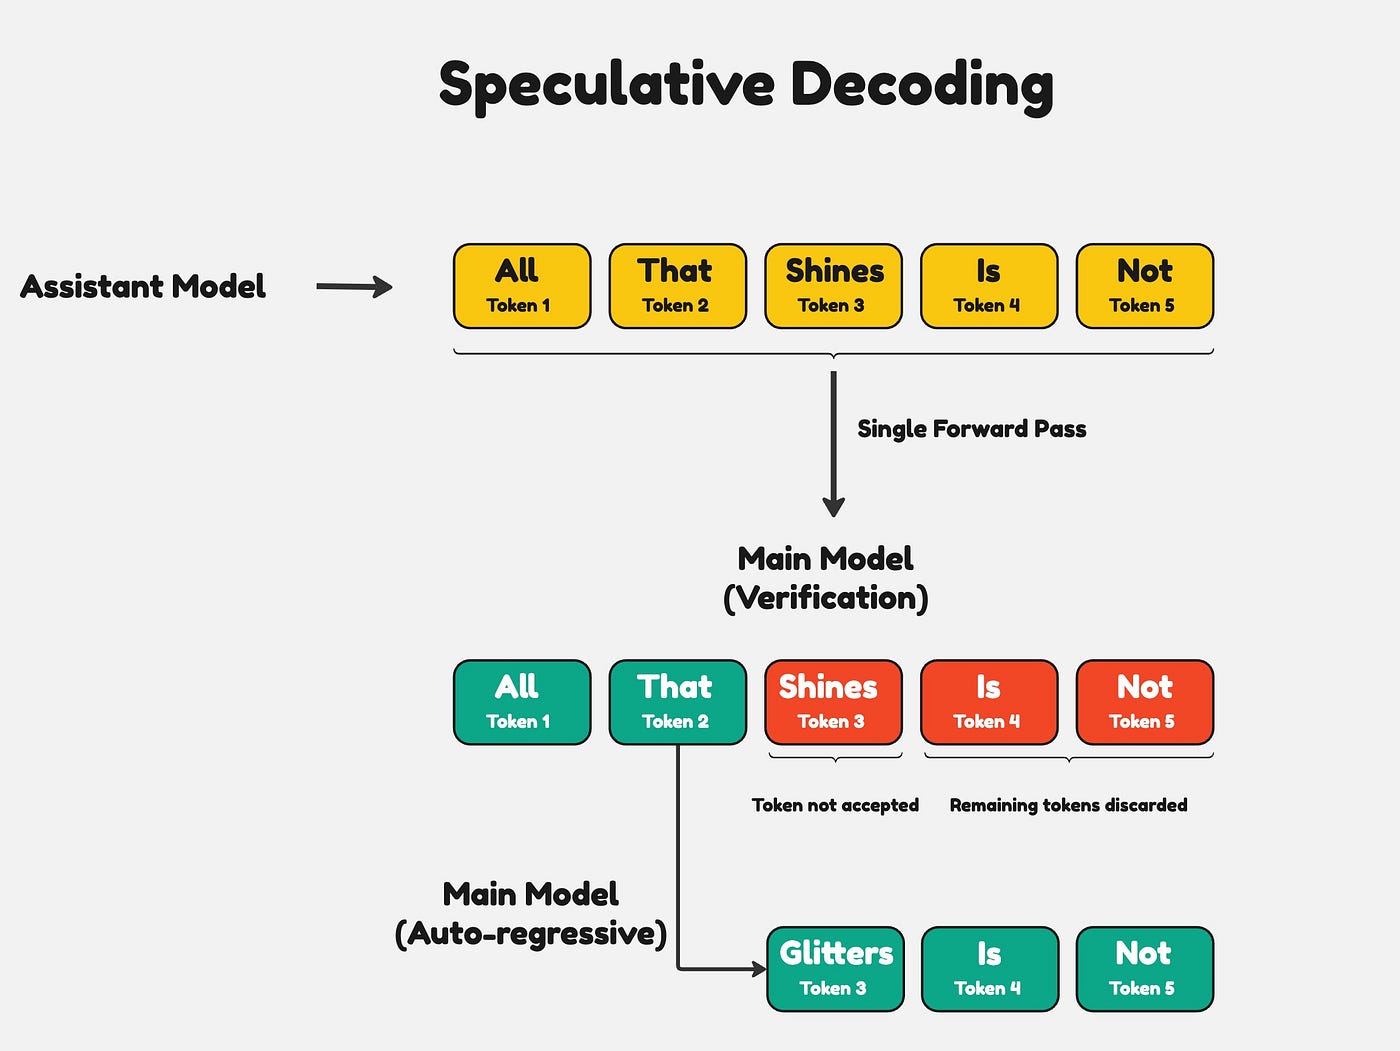 Speculative Decoding
Assistant Model
All
Token 1
That
Token 2
Shines
Token 3
Is
Token 4
Not
Token 5
Single Forward Pass
Main Model
(Verification)
All
Token 1
That
Token 2
Shines
Token 3
Is
Token 4
Not
Token 5
Token not accepted
Remaining tokens discarded
Main Model
(Auto-regressive)
Glitters
Token 3
Is
Token 4
Not
Token 5